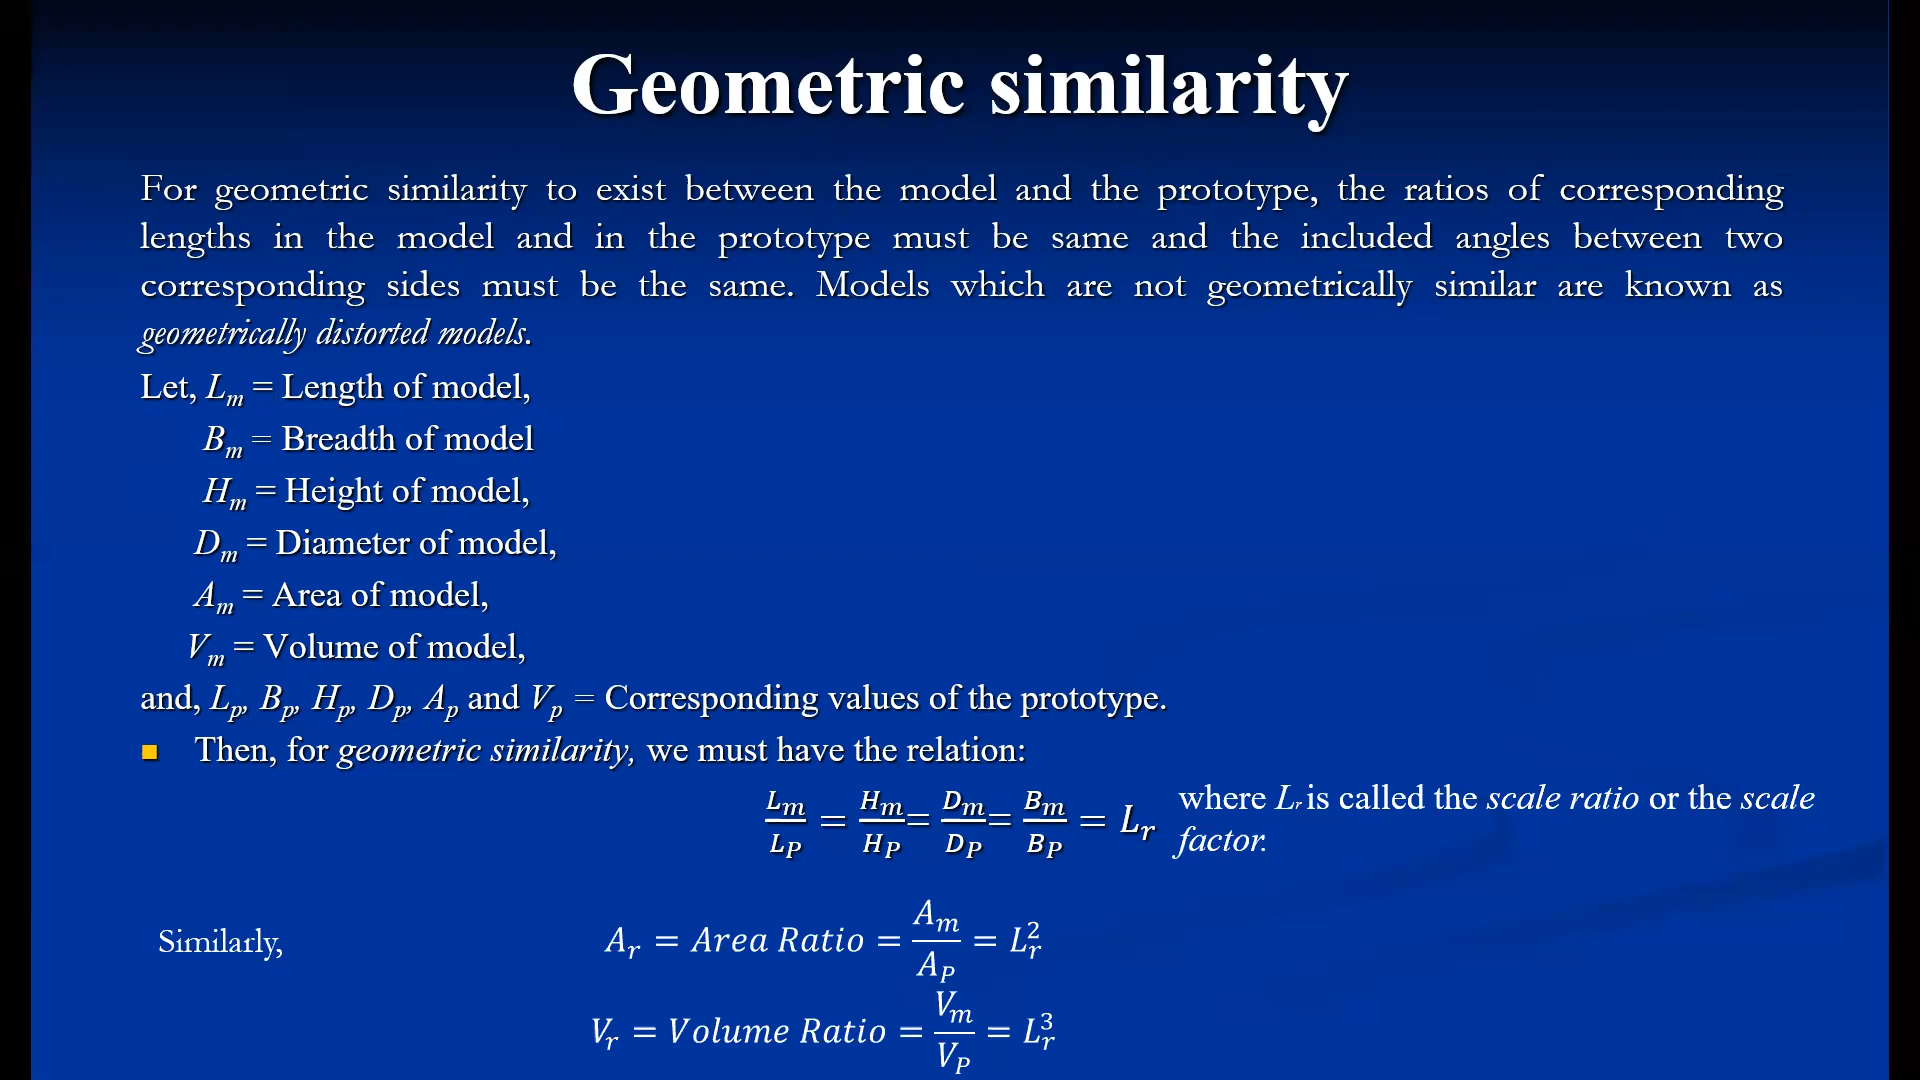 Geometric similarity
For geometric similarity to exist between the model and the prototype, the ratios of corresponding
lengths in the model and in the prototype must be same and the included angles between two
corresponding sides must be the same. Models which are not geometrically similar are known as
geometrically distorted models.
Let, Lm = Length of model,
Bm = Breadth of model
Hm = Height of model,
Dm = Diameter of model,
Am = Area of model,
Vm = Volume of model,
and, Lp, Bp, Hp, Dp, Ap and Vp = Corresponding values of the prototype.
■ Then, for geometric similarity, we must have the relation:
Lm/LP = Hm/HP = Dm/DP = Bm/BP = Lr where Lr is called the scale ratio or the scale
factor.
Similarly, Ar = Area Ratio = Am/AP = Lr^2
Vr = Volume Ratio = Vm/VP = Lr^3